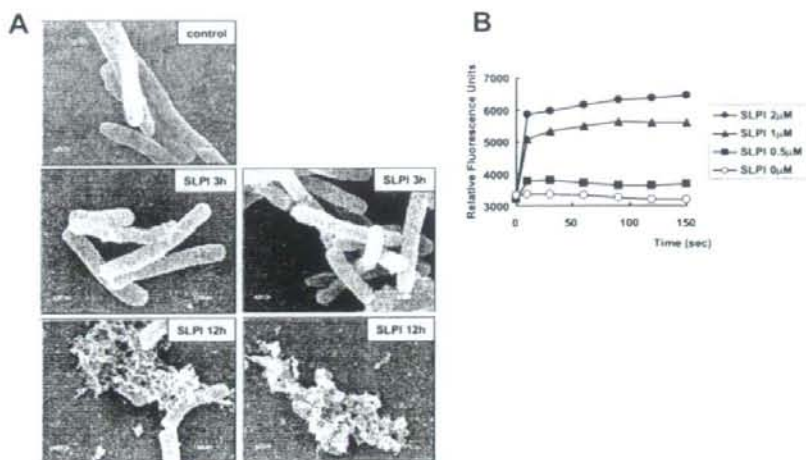 A
control
SLPI 3h
SLPI 3h
SLPI 12h
SLPI 12h
B
Relative Fluorescence Units
7000
6000
5000
4000
3000
0
50
100
150
Time (sec)
SLPI 2µM
SLPI 1µM
SLPI 0.5µM
SLPI 0µM